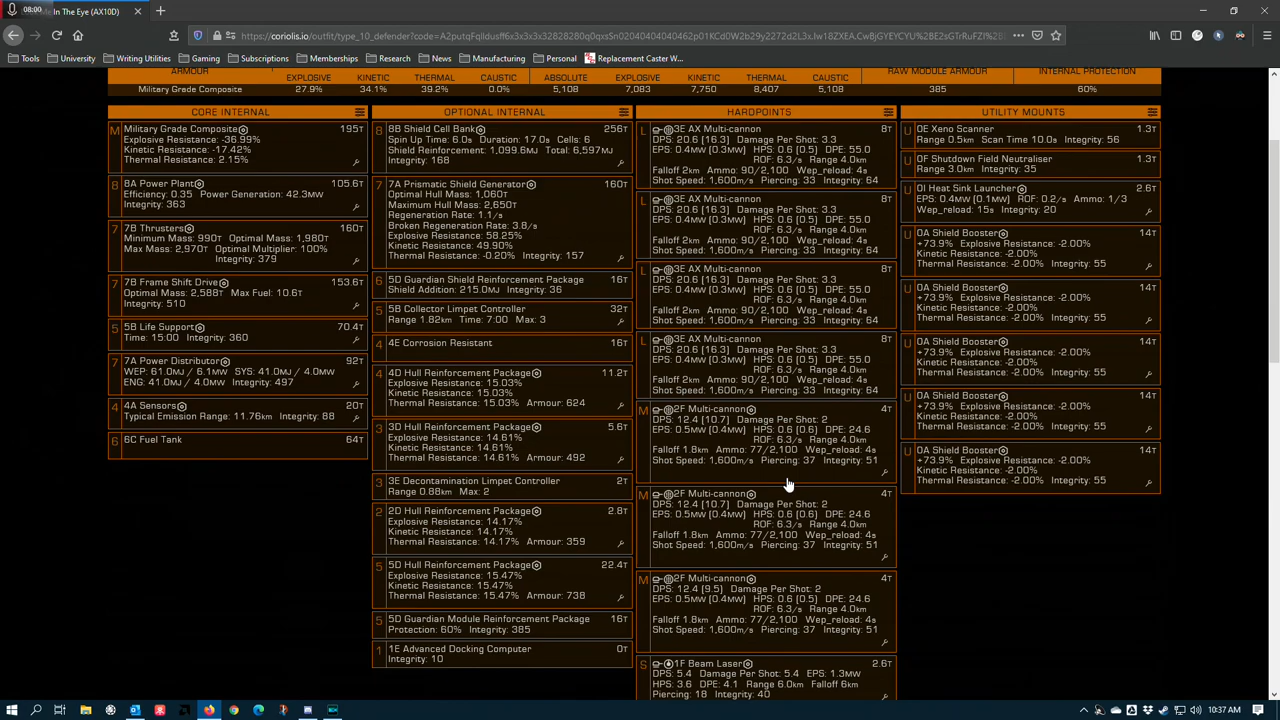 08:00
In The Eye (AX10D)
https://coriolis.io/outfit/type_10_defender?code=
Tools
University
Writing Utilities
Gaming
Subscriptions
Memberships
Research
News
Manufacturing
Personal
Replacement Caster W...
ARMOUR
EXPLOSIVE KINETIC THERMAL CAUSTIC
ABSOLUTE EXPLOSIVE KINETIC THERMAL CAUSTIC
RAW MODULE ARMOUR
INTERNAL PROTECTION
Military Grade Composite
27.9% 34.1% 39.2% 0.0%
5,108 7,083 7,750 8,407 5,108
385
60%
CORE INTERNAL
M Military Grade Composite 195T
Explosive Resistance: -36.99%
Kinetic Resistance: -17.42%
Thermal Resistance: 2.15%
8 8A Power Plant 105.6T
Efficiency: 0.35 Power Generation: 42.3MW
Integrity: 363
7 7B Thrusters 160T
Minimum Mass: 990T Optimal Mass: 1,980T
Max Mass: 2,970T Optimal Multiplier: 100%
Integrity: 379
7 7B Frame Shift Drive 153.6T
Optimal Mass: 2,588T Max Fuel: 10.6T
Integrity: 510
5 5B Life Support 70.4T
Time: 15:00 Integrity: 360
7 7A Power Distributor 92T
WEP: 61.0MJ / 6.1MW SYS: 41.0MJ / 4.0MW
ENG: 41.0MJ / 4.0MW Integrity: 497
4 4A Sensors 20T
Typical Emission Range: 11.76km Integrity: 88
6 6C Fuel Tank 64T
OPTIONAL INTERNAL
8 8B Shield Cell Bank 256T
Spin Up Time: 6.0s Duration: 17.0s Cells: 6
Shield Reinforcement: 1,099.6MJ Total: 6,597MJ
Integrity: 168
7 7A Prismatic Shield Generator 160T
Optimal Hull Mass: 1,060T
Maximum Hull Mass: 2,650T
Regeneration Rate: 1.1/s
Broken Regeneration Rate: 3.8/s
Explosive Resistance: 58.25%
Kinetic Resistance: 49.90%
Thermal Resistance: -0.20% Integrity: 157
6 5D Guardian Shield Reinforcement Package 16T
Shield Addition: 215.0MJ Integrity: 36
5 5B Collector Limpet Controller 32T
Range 1.82km Time: 7:00 Max: 3
4 4E Corrosion Resistant 16T
4 4D Hull Reinforcement Package 11.2T
Explosive Resistance: 15.03%
Kinetic Resistance: 15.03%
Thermal Resistance: 15.03% Armour: 624
3 3D Hull Reinforcement Package 5.6T
Explosive Resistance: 14.61%
Kinetic Resistance: 14.61%
Thermal Resistance: 14.61% Armour: 492
3 3E Decontamination Limpet Controller 2T
Range 0.88km Max: 2
2 2D Hull Reinforcement Package 2.8T
Explosive Resistance: 14.17%
Kinetic Resistance: 14.17%
Thermal Resistance: 14.17% Armour: 359
5 5D Hull Reinforcement Package 22.4T
Explosive Resistance: 15.47%
Kinetic Resistance: 15.47%
Thermal Resistance: 15.47% Armour: 738
5 5D Guardian Module Reinforcement Package 16T
Protection: 60% Integrity: 385
1 1E Advanced Docking Computer 0T
Integrity: 10
HARDPOINTS
L 3E AX Multi-cannon 8T
DPS: 20.6 [16.3] Damage Per Shot: 3.3
EPS: 0.4MW [0.3MW] HPS: 0.6 [0.5] DPE: 55.0
ROF: 6.3/s Range 4.0km
Falloff 2km Ammo: 90/2,100 Wep_reload: 4s
Shot Speed: 1,600m/s Piercing: 33 Integrity: 64
L 3E AX Multi-cannon 8T
DPS: 20.6 [16.3] Damage Per Shot: 3.3
EPS: 0.4MW [0.3MW] HPS: 0.6 [0.5] DPE: 55.0
ROF: 6.3/s Range 4.0km
Falloff 2km Ammo: 90/2,100 Wep_reload: 4s
Shot Speed: 1,600m/s Piercing: 33 Integrity: 64
L 3E AX Multi-cannon 8T
DPS: 20.6 [16.3] Damage Per Shot: 3.3
EPS: 0.4MW [0.3MW] HPS: 0.6 [0.5] DPE: 55.0
ROF: 6.3/s Range 4.0km
Falloff 2km Ammo: 90/2,100 Wep_reload: 4s
Shot Speed: 1,600m/s Piercing: 33 Integrity: 64
L 3E AX Multi-cannon 8T
DPS: 20.6 [16.3] Damage Per Shot: 3.3
EPS: 0.4MW [0.3MW] HPS: 0.6 [0.5] DPE: 55.0
ROF: 6.3/s Range 4.0km
Falloff 2km Ammo: 90/2,100 Wep_reload: 4s
Shot Speed: 1,600m/s Piercing: 33 Integrity: 64
M 2F Multi-cannon 4T
DPS: 12.4 [10.7] Damage Per Shot: 2
EPS: 0.5MW [0.4MW] HPS: 0.6 [0.6] DPE: 24.6
ROF: 6.3/s Range 4.0km
Falloff 1.8km Ammo: 77/2,100 Wep_reload: 4s
Shot Speed: 1,600m/s Piercing: 37 Integrity: 51
M 2F Multi-cannon 4T
DPS: 12.4 [10.7] Damage Per Shot: 2
EPS: 0.5MW [0.4MW] HPS: 0.6 [0.6] DPE: 24.6
ROF: 6.3/s Range 4.0km
Falloff 1.8km Ammo: 77/2,100 Wep_reload: 4s
Shot Speed: 1,600m/s Piercing: 37 Integrity: 51
M 2F Multi-cannon 4T
DPS: 12.4 [9.5] Damage Per Shot: 2
EPS: 0.5MW [0.4MW] HPS: 0.6 [0.5] DPE: 24.6
ROF: 6.3/s Range 4.0km
Falloff 1.8km Ammo: 77/2,100 Wep_reload: 4s
Shot Speed: 1,600m/s Piercing: 37 Integrity: 51
S 1F Beam Laser 2.6T
DPS: 5.4 Damage Per Shot: 5.4 EPS: 1.3MW
HPS: 3.6 DPE: 4.1 Range 6.0km Falloff 6km
Piercing: 18 Integrity: 40
UTILITY MOUNTS
U 0E Xeno Scanner 1.3T
Range 0.5km Scan Time 10.0s Integrity: 56
U 0F Shutdown Field Neutraliser 1.3T
Range 3.0km Integrity: 35
U 0I Heat Sink Launcher 2.6T
EPS: 0.4MW [0.1MW] ROF: 0.2/s Ammo: 1/3
Wep_reload: 15s Integrity: 20
U 0A Shield Booster 14T
+73.9% Explosive Resistance: -2.00%
Kinetic Resistance: -2.00%
Thermal Resistance: -2.00% Integrity: 55
U 0A Shield Booster 14T
+73.9% Explosive Resistance: -2.00%
Kinetic Resistance: -2.00%
Thermal Resistance: -2.00% Integrity: 55
U 0A Shield Booster 14T
+73.9% Explosive Resistance: -2.00%
Kinetic Resistance: -2.00%
Thermal Resistance: -2.00% Integrity: 55
U 0A Shield Booster 14T
+73.9% Explosive Resistance: -2.00%
Kinetic Resistance: -2.00%
Thermal Resistance: -2.00% Integrity: 55
U 0A Shield Booster 14T
+73.9% Explosive Resistance: -2.00%
Kinetic Resistance: -2.00%
Thermal Resistance: -2.00% Integrity: 55
10:37 AM